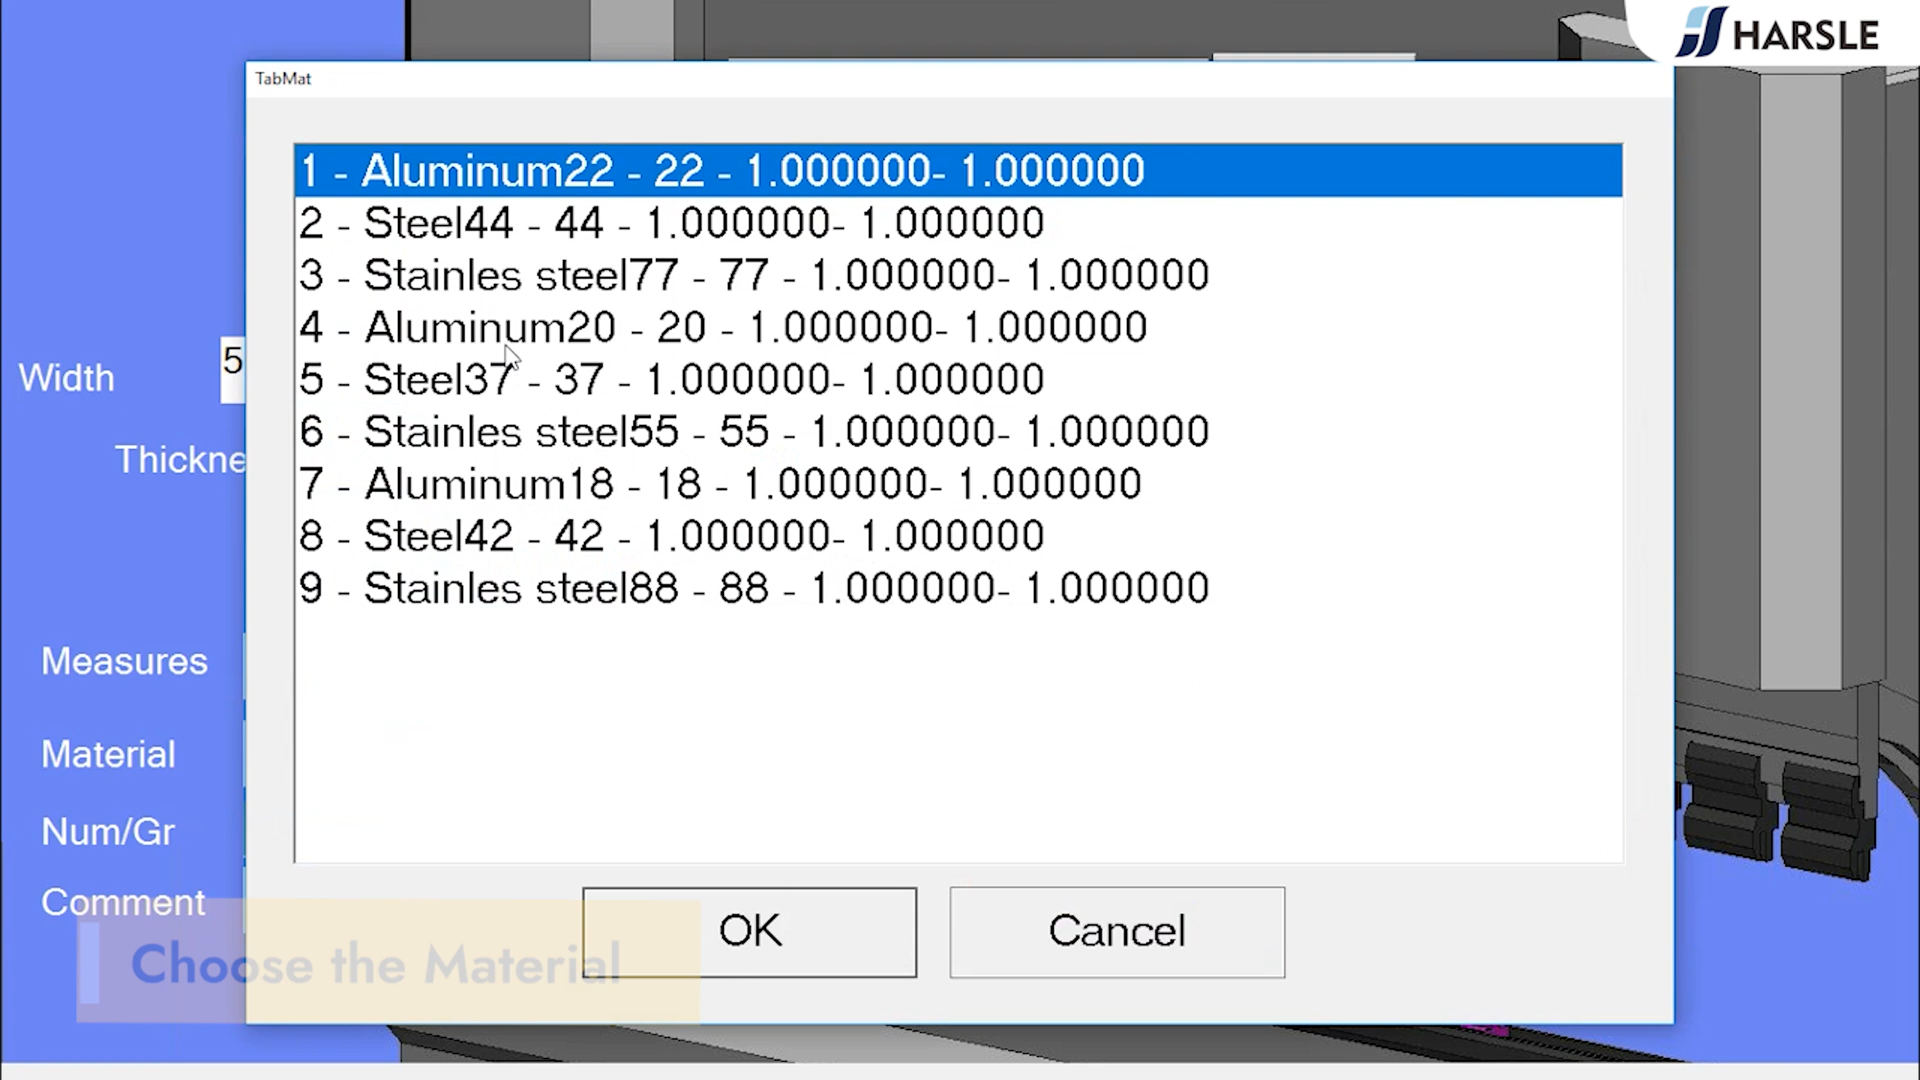 HARSLE
TabMat
1 - Aluminum22 - 22 - 1.000000- 1.000000
2 - Steel44 - 44 - 1.000000- 1.000000
3 - Stainles steel77 - 77 - 1.000000- 1.000000
4 - Aluminum20 - 20 - 1.000000- 1.000000
5 - Steel37 - 37 - 1.000000- 1.000000
6 - Stainles steel55 - 55 - 1.000000- 1.000000
7 - Aluminum18 - 18 - 1.000000- 1.000000
8 - Steel42 - 42 - 1.000000- 1.000000
9 - Stainles steel88 - 88 - 1.000000- 1.000000
Width 5
Thickne
Measures
Material
Num/Gr
Comment
OK Cancel
Choose the Material